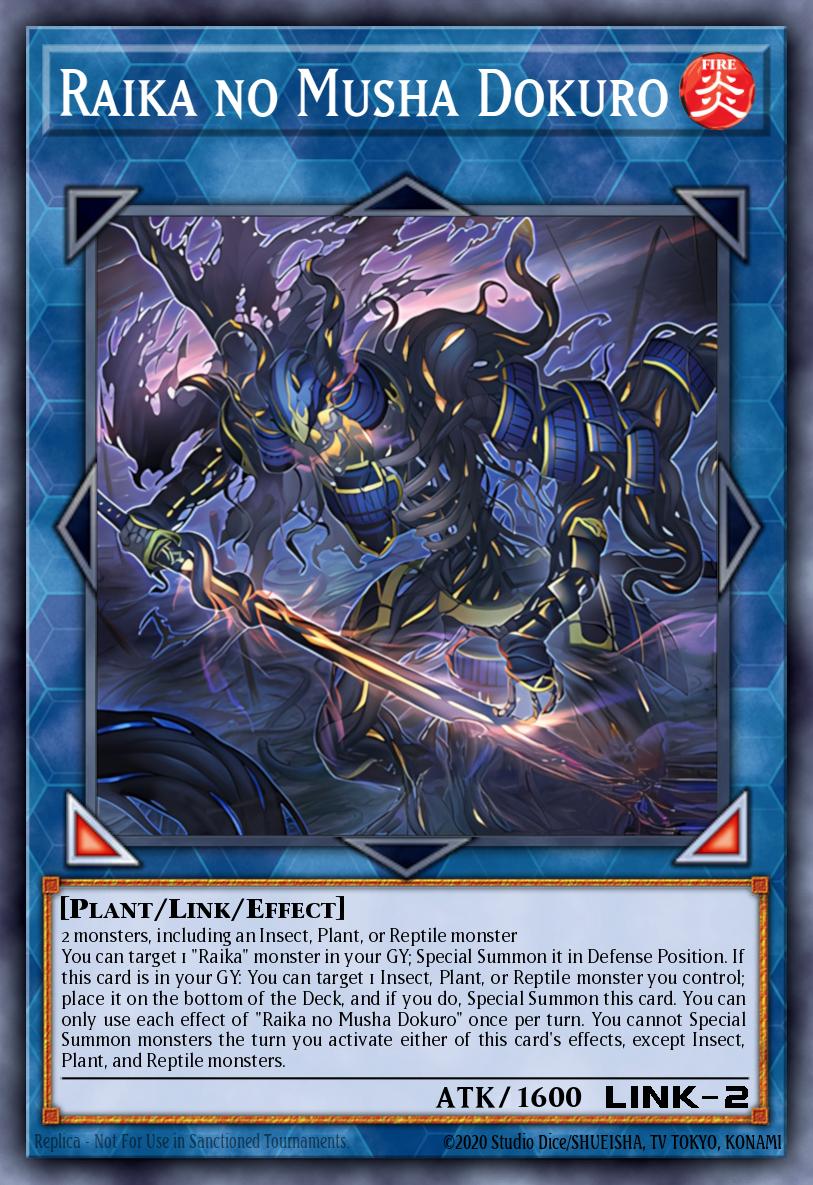 RAIKA NO MUSHA DOKURO
FIRE
炎
[PLANT/LINK/EFFECT]
2 monsters, including an Insect, Plant, or Reptile monster
You can target 1 "Raika" monster in your GY; Special Summon it in Defense Position. If
this card is in your GY: You can target 1 Insect, Plant, or Reptile monster you control;
place it on the bottom of the Deck, and if you do, Special Summon this card. You can
only use each effect of "Raika no Musha Dokuro" once per turn. You cannot Special
Summon monsters the turn you activate either of this card's effects, except Insect,
Plant, and Reptile monsters.
ATK/1600 LINK-2
Replica - Not For Use in Sanctioned Tournaments.
©2020 Studio Dice/SHUEISHA, TV TOKYO, KONAMI